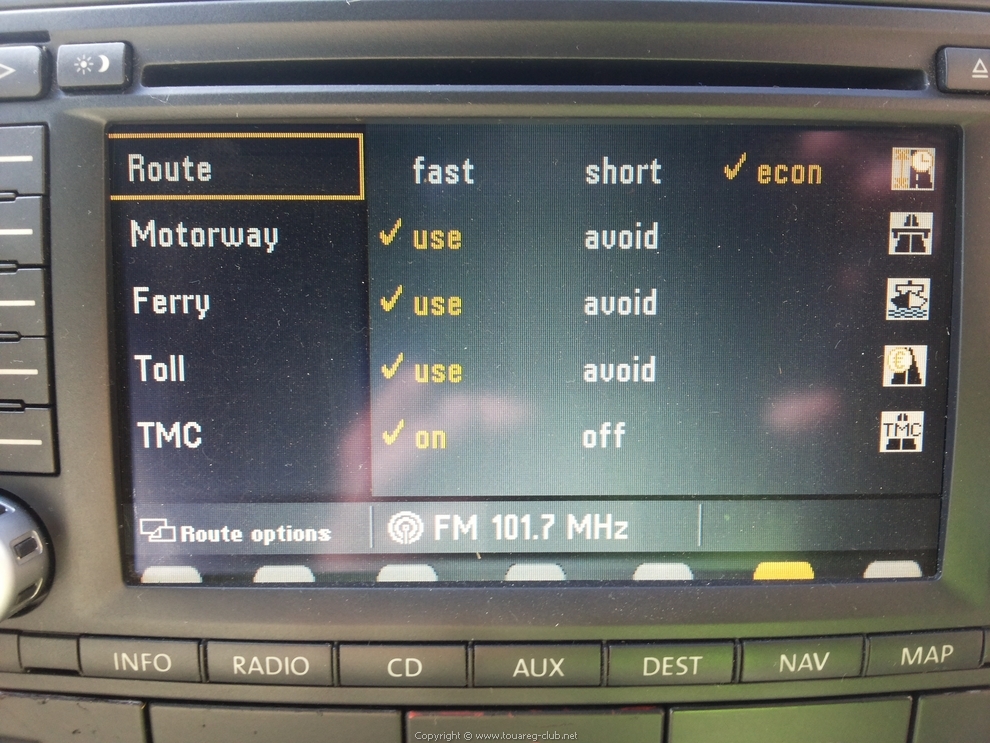 Route fast short ✓ econ
Motorway ✓ use avoid
Ferry ✓ use avoid
Toll ✓ use avoid €
TMC ✓ on off TMC
Route options FM 101.7 MHz
INFO RADIO CD AUX DEST NAV MAP
Copyright © www.touareg-club.net